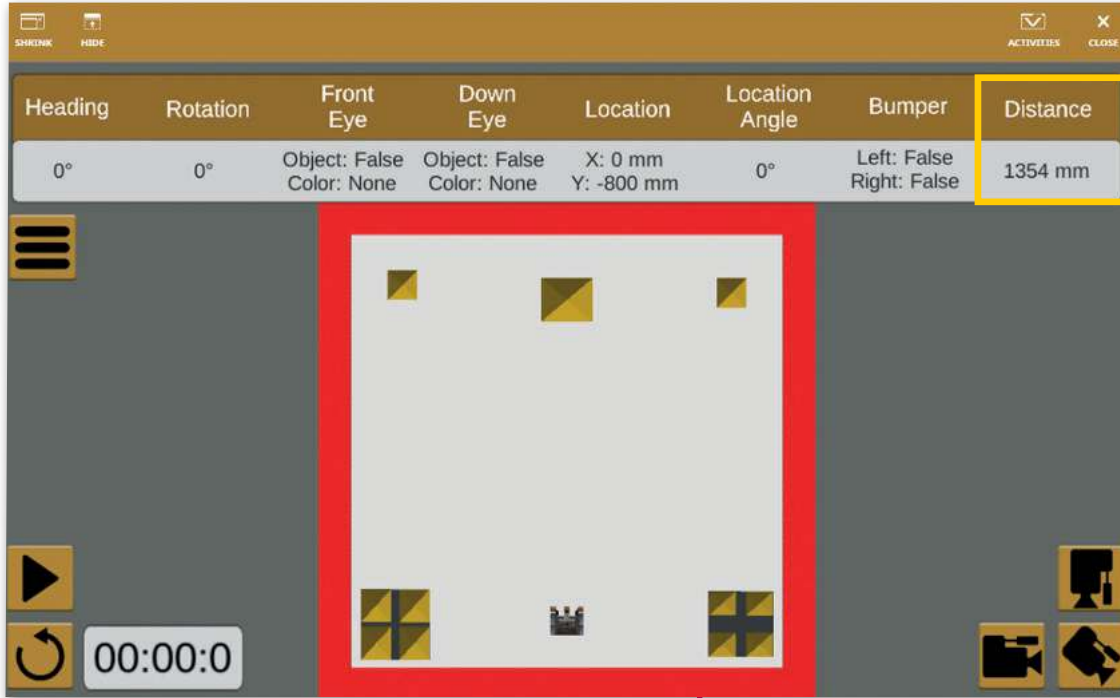 SHRINK HIDE ACTIVITIES CLOSE
Heading Rotation Front Eye Down Eye Location Location Angle Bumper Distance
0° 0° Object: False Object: False X: 0 mm 0° Left: False 1354 mm
Color: None Color: None Y: -800 mm Right: False
00:00:0